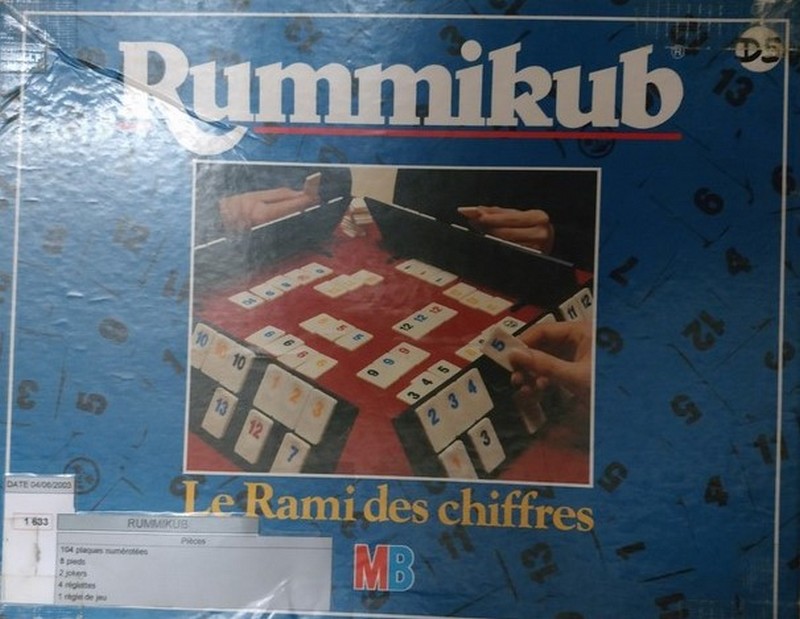 Rummikub®
D5
Le Rami des chiffres
MB
DATE 04/06/2003
1 633
RUMMIKUB
Pièces
104 plaques numérotées
8 pieds
2 jokers
4 réglettes
1 règle de jeu